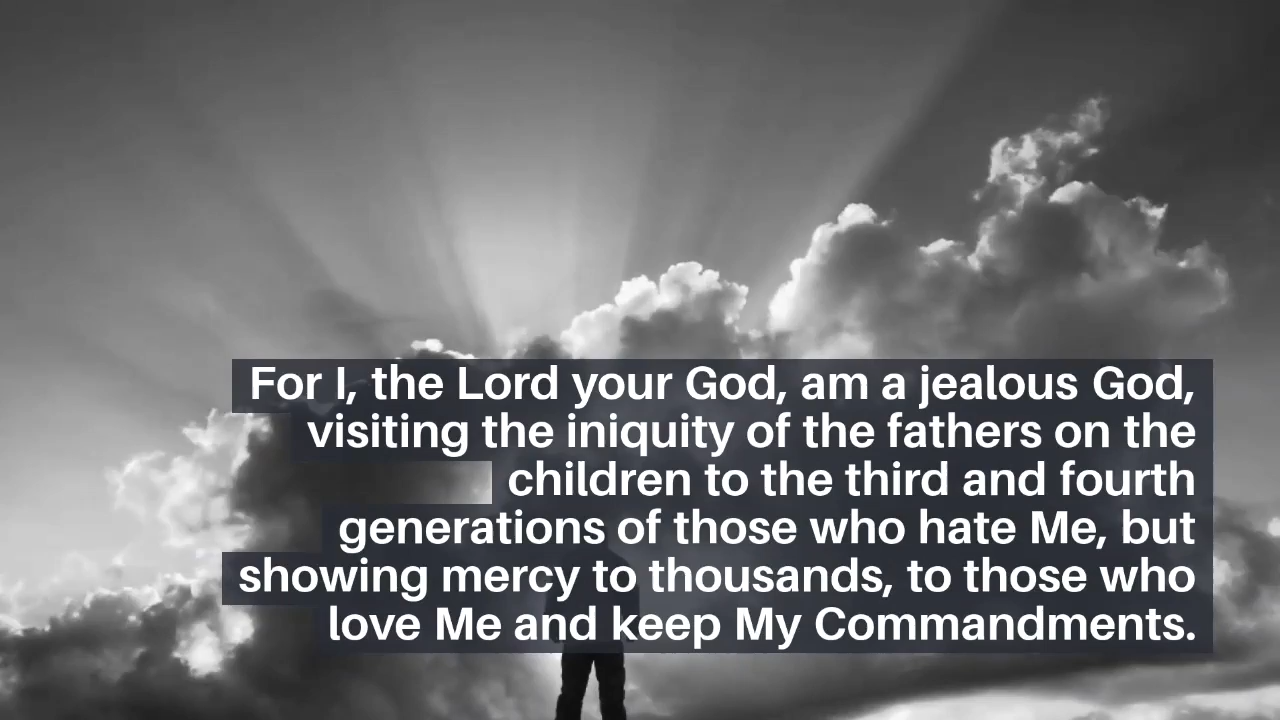 For I, the Lord your God, am a jealous God,
visiting the iniquity of the fathers on the
children to the third and fourth
generations of those who hate Me, but
showing mercy to thousands, to those who
love Me and keep My Commandments.